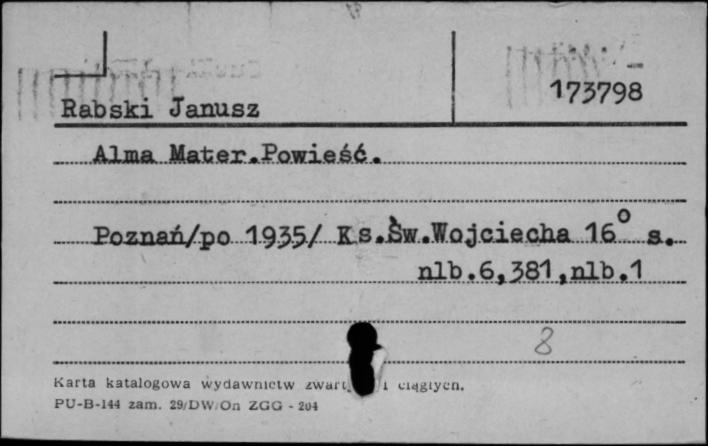 173798
Rabski Janusz
Alma Mater.Powieść.
Poznań/po 1935/ Ks.Św.Wojciecha 16° s.
nlb.6,381,nlb.1
8
Karta katalogowa wydawnictw i ciągłych.
PU-B-144 zam. 29/DW/On ZGG - 204